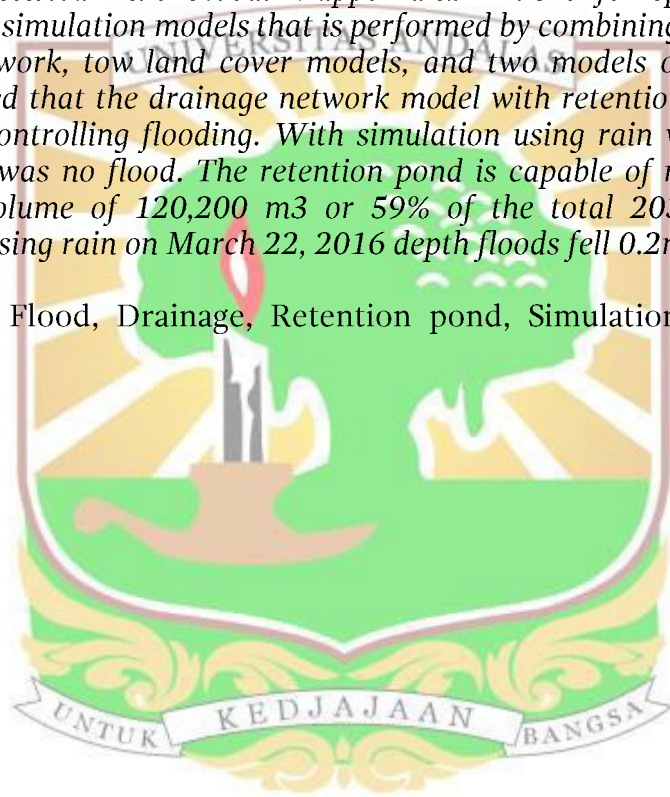 simulation models that is performed by combining
work, tow land cover models, and two models o
d that the drainage network model with retentio
ontrolling flooding. With simulation using rain
was no flood. The retention pond is capable of
olume of 120,200 m3 or 59% of the total 20
sing rain on March 22, 2016 depth floods fell 0.2
Flood, Drainage, Retention pond, Simulation
UNIVERSITAS ANDALAS
UNTUK KEDJAJAAN BANGSA